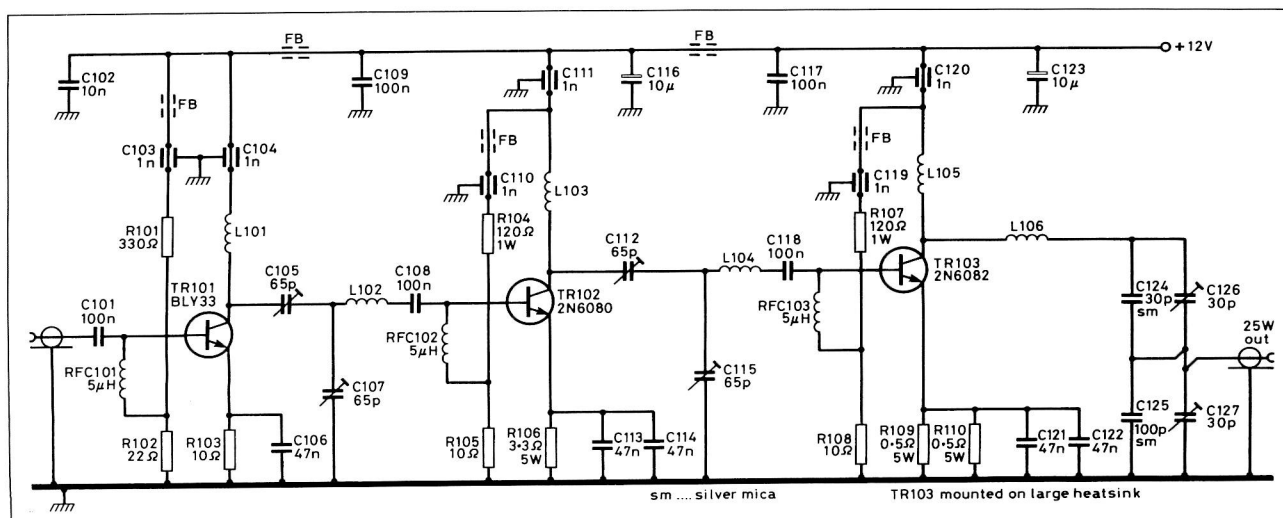 FB
FB
+12V
C102
10n
FB
C109
100n
C111
1n
C116
10μ
C117
100n
C120
1n
C123
10μ
C103
1n
C104
1n
FB
C110
1n
FB
C119
1n
R101
330Ω
L101
R104
120Ω
1W
L103
R107
120Ω
1W
L105
TR101
BLY33
C105
65p
L102
C108
100n
TR102
2N6080
C112
65p
L104
C118
100n
TR103
2N6082
L106
C101
100n
RFC101
5μH
C107
65p
RFC102
5μH
C115
65p
RFC103
5μH
C124
30p
sm
C126
30p
25W
out
C125
100p
sm
C127
30p
R102
22Ω
R103
10Ω
C106
47n
R105
10Ω
R106
3·3Ω
5W
C113
47n
C114
47n
R108
10Ω
R109
0·5Ω
5W
R110
0·5Ω
5W
C121
47n
C122
47n
sm .... silver mica
TR103 mounted on large heatsink